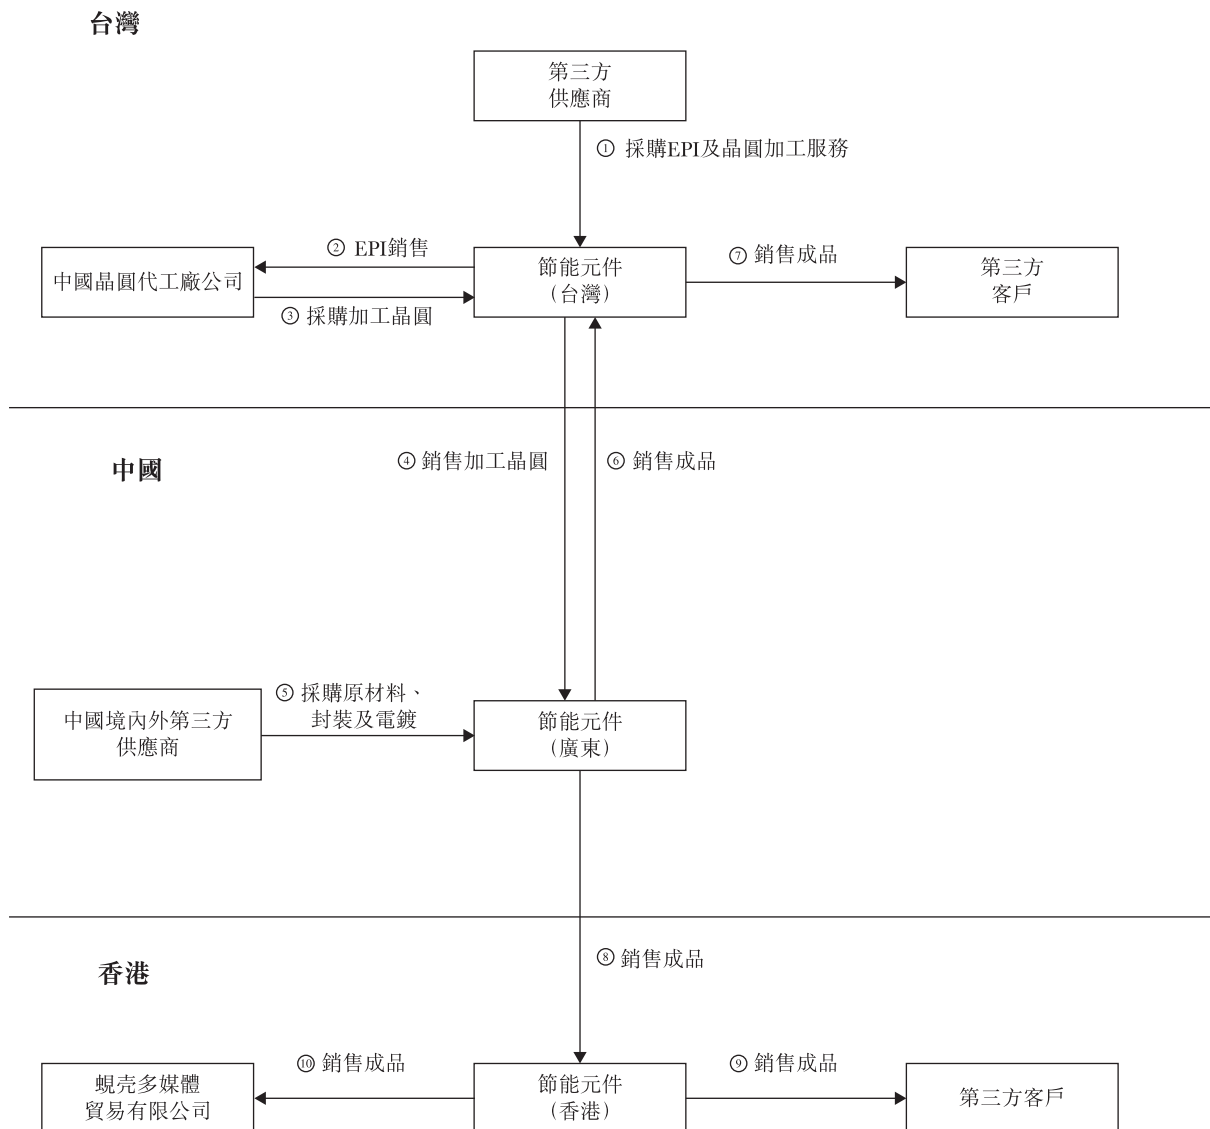 台灣
第三方
供應商
① 採購EPI及晶圓加工服務
② EPI銷售
中國晶圓代工廠公司
③ 採購加工晶圓
節能元件
(台灣)
⑦ 銷售成品
第三方
客戶
中國
④ 銷售加工晶圓
⑥ 銷售成品
中國境內外第三方
供應商
⑤ 採購原材料、
封裝及電鍍
節能元件
(廣東)
香港
⑧ 銷售成品
蜆壳多媒體
貿易有限公司
⑩ 銷售成品
節能元件
(香港)
⑨ 銷售成品
第三方客戶